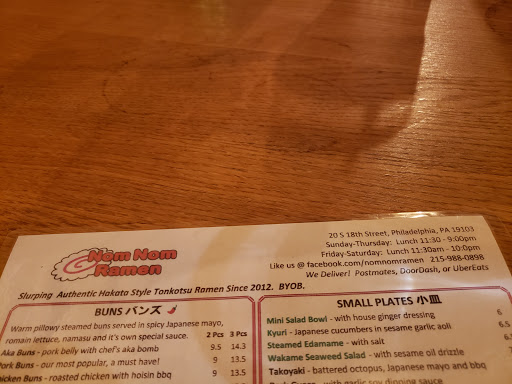 Nom Nom
Ramen
20 S 18th Street, Philadelphia, PA 19103
Sunday-Thursday: Lunch 11:30 - 9:00pm
Friday-Saturday: Lunch 11:30am - 10:0pm
Like us @ facebook.com/nomnomramen 215-988-0898
We Deliver! Postmates, DoorDash, or UberEats
Slurping Authentic Hakata Style Tonkotsu Ramen Since 2012. BYOB.
BUNS バンズ
Warm pillowy steamed buns served in spicy Japanese mayo,
romain lettuce, namasu and it's own special sauce. 2 Pcs 3 Pcs
Aka Buns - pork belly with chef's aka bomb 9.5 14.3
Pork Buns - our most popular, a must have! 9 13.5
Chicken Buns - roasted chicken with hoisin bbq 9 13.5
SMALL PLATES 小皿
Mini Salad Bowl - with house ginger dressing 6
Kyuri - Japanese cucumbers in sesame garlic aoli 6.5
Steamed Edamame - with salt
Wakame Seaweed Salad - with sesame oil drizzle
Takoyaki - battered octopus, Japanese mayo and bbq
with garlic soy dipping sauce